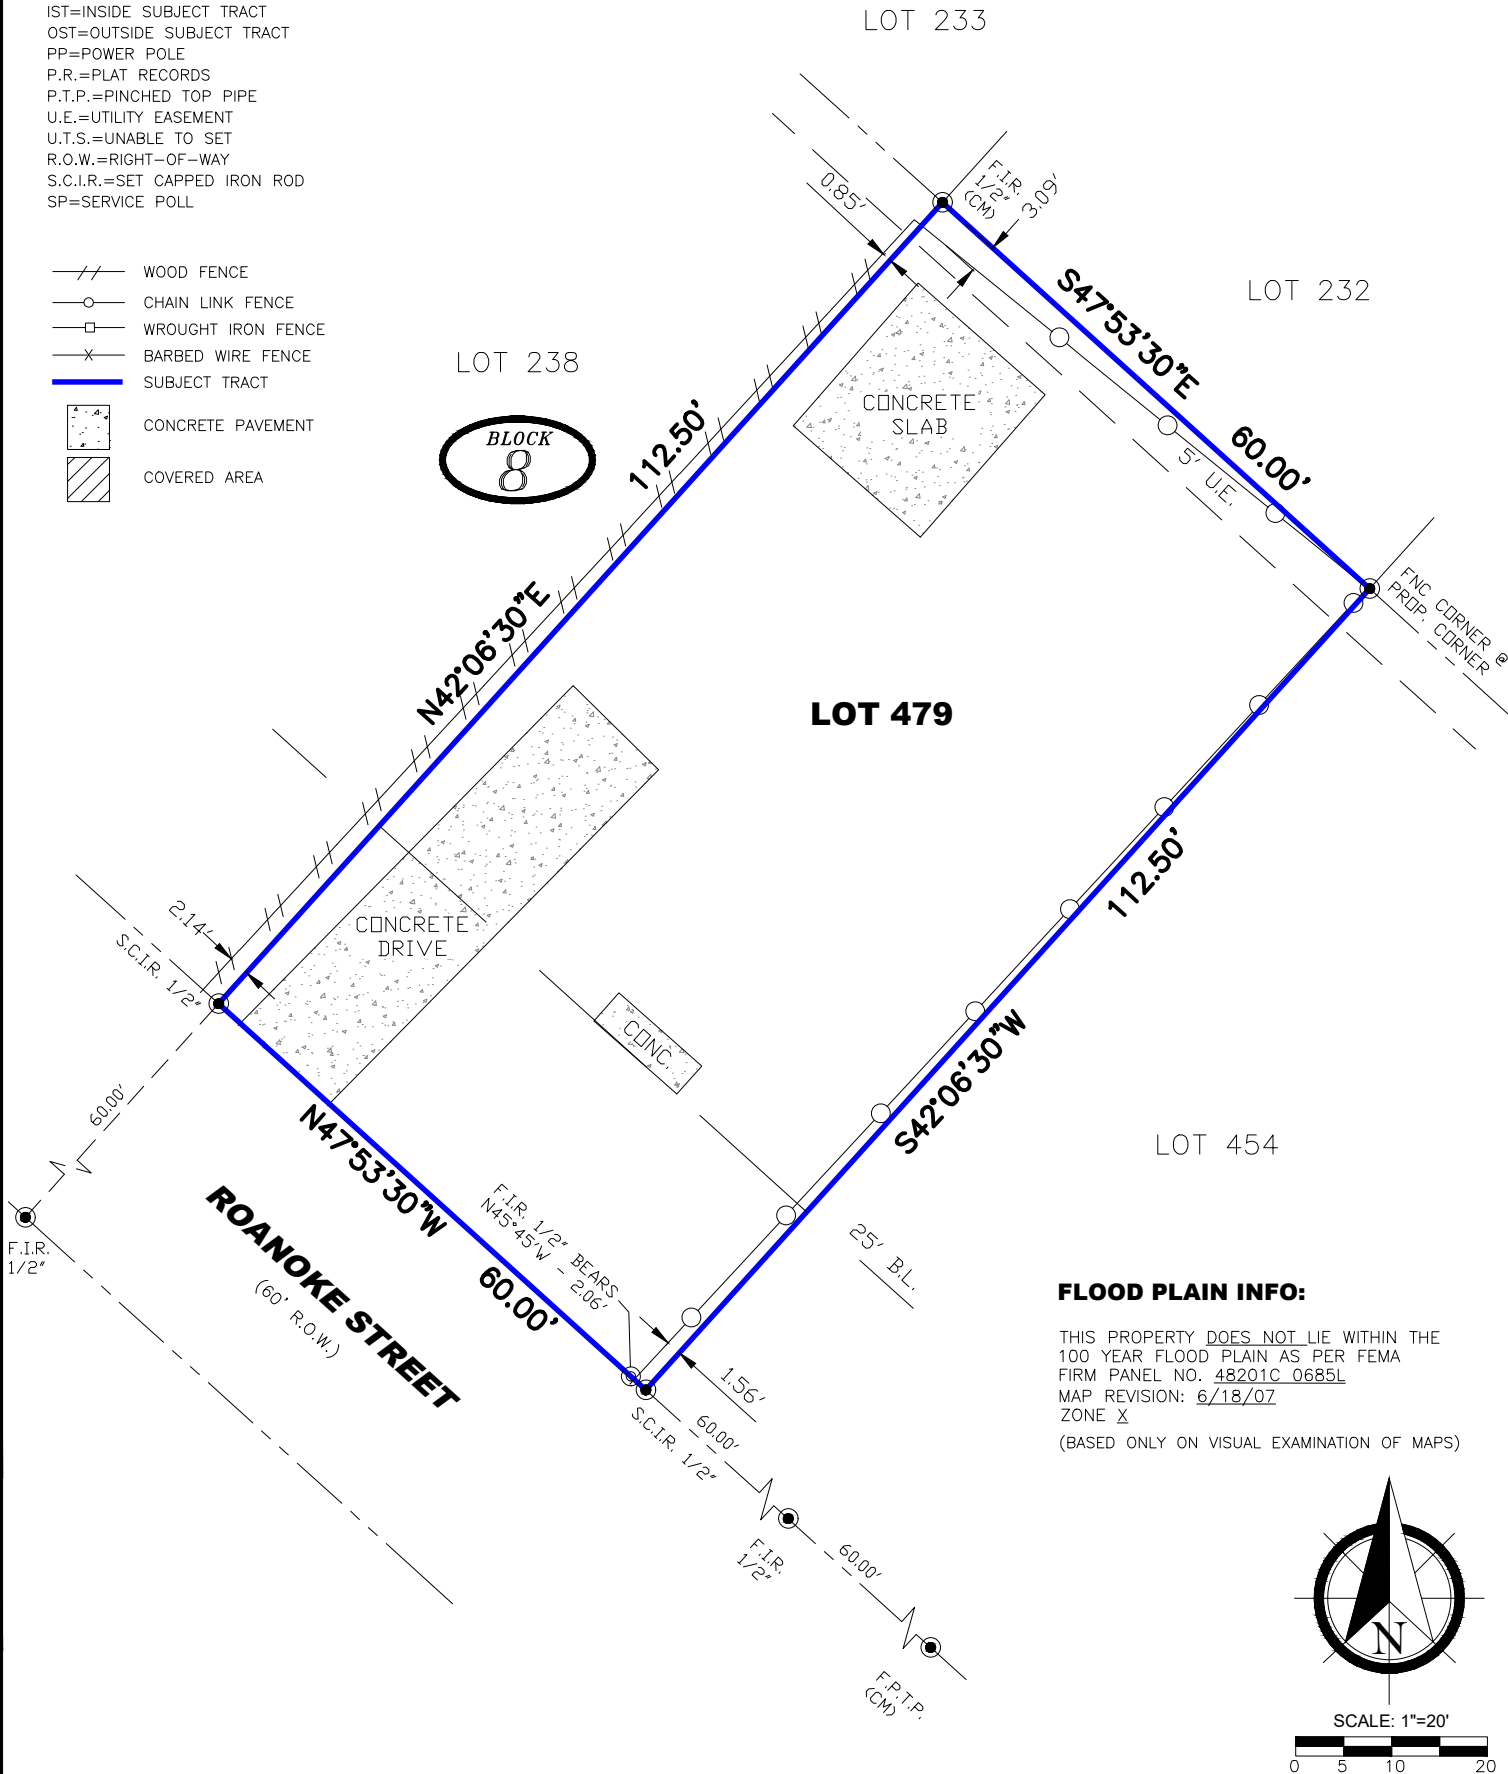 IST=INSIDE SUBJECT TRACT
OST=OUTSIDE SUBJECT TRACT
PP=POWER POLE
P.R.=PLAT RECORDS
P.T.P.=PINCHED TOP PIPE
U.E.=UTILITY EASEMENT
U.T.S.=UNABLE TO SET
R.O.W.=RIGHT-OF-WAY
S.C.I.R.=SET CAPPED IRON ROD
SP=SERVICE POLL
WOOD FENCE
CHAIN LINK FENCE
WROUGHT IRON FENCE
X
BARBED WIRE FENCE
SUBJECT TRACT
CONCRETE PAVEMENT
COVERED AREA
LOT 233
F.I.R.
1/2"
(CM)
3.09'
0.85'
S47°53'30"E
60.00'
LOT 232
LOT 238
BLOCK
8
112.50'
N42°06'30"E
CONCRETE
SLAB
5' U.E.
FNC CORNER @
PROP. CORNER
LOT 479
112.50'
S42°06'30"W
2.14'
S.C.I.R. 1/2"
CONCRETE
DRIVE
CONC.
60.00'
N47°53'30"W
60.00'
F.I.R. 1/2" BEARS
N45°45'W - 2.06'
LOT 454
25' B.L.
F.I.R.
1/2"
ROANOKE STREET
(60' R.O.W.)
1.56'
S.C.I.R. 1/2"
60.00'
F.I.R.
1/2"
60.00'
F.P.T.P.
(CM)
FLOOD PLAIN INFO:
THIS PROPERTY DOES NOT LIE WITHIN THE
100 YEAR FLOOD PLAIN AS PER FEMA
FIRM PANEL NO. 48201C 0685L
MAP REVISION: 6/18/07
ZONE X
(BASED ONLY ON VISUAL EXAMINATION OF MAPS)
N
SCALE: 1"=20'
0 5 10 20